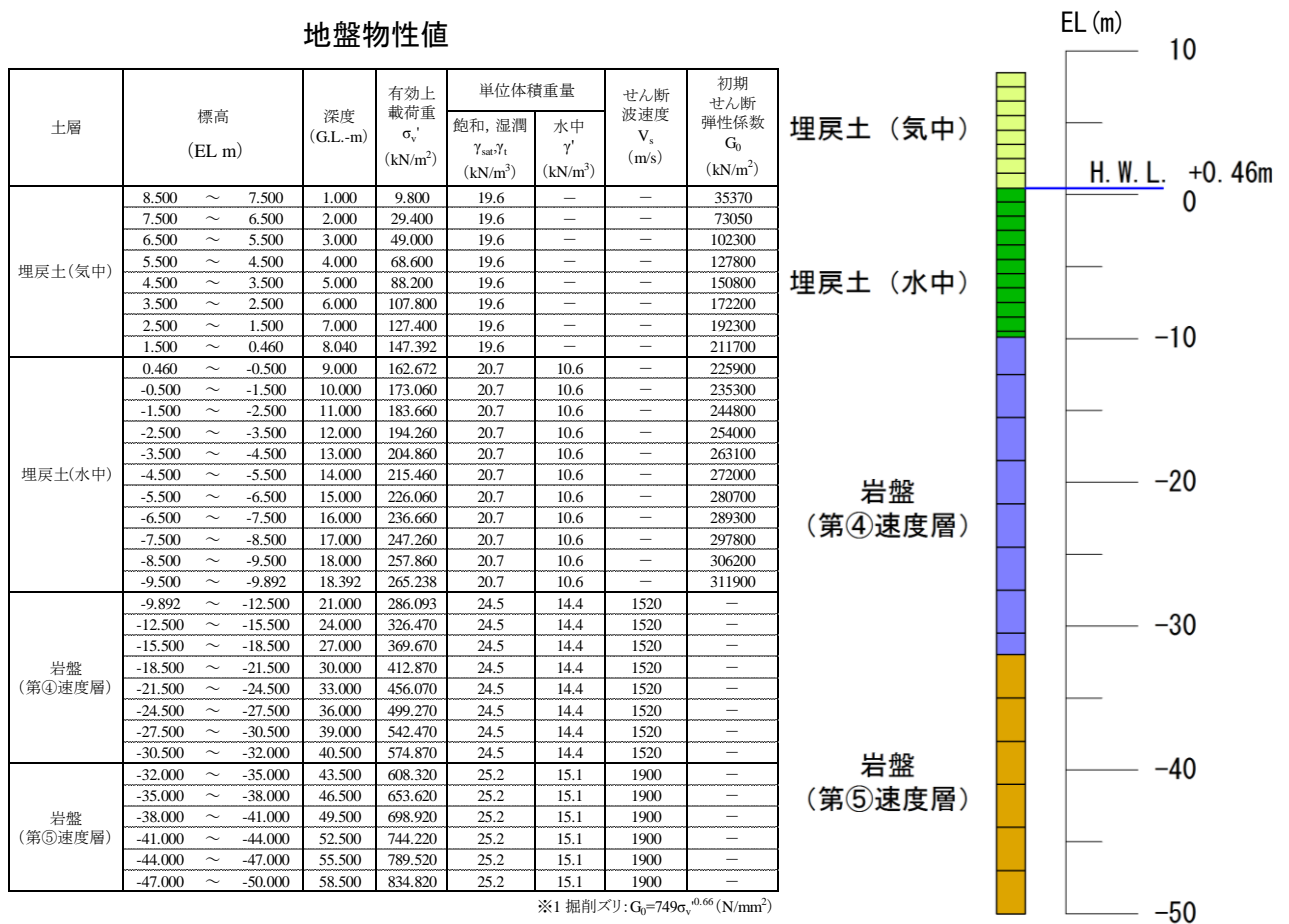 地盤物性値
土層 標高 (EL m) 深度 (G.L.-m) 有効上載荷重 σv' (kN/m²) 単位体積重量 せん断波速度 Vs (m/s) 初期せん断弾性係数 G0 (kN/m²)
飽和，湿潤 γsat,γt (kN/m³) 水中 γ' (kN/m³)
埋戻土(気中)
8.500 ～ 7.500 1.000 9.800 19.6 － － 35370
7.500 ～ 6.500 2.000 29.400 19.6 － － 73050
6.500 ～ 5.500 3.000 49.000 19.6 － － 102300
5.500 ～ 4.500 4.000 68.600 19.6 － － 127800
4.500 ～ 3.500 5.000 88.200 19.6 － － 150800
3.500 ～ 2.500 6.000 107.800 19.6 － － 172200
2.500 ～ 1.500 7.000 127.400 19.6 － － 192300
1.500 ～ 0.460 8.040 147.392 19.6 － － 211700
埋戻土(水中)
0.460 ～ -0.500 9.000 162.672 20.7 10.6 － 225900
-0.500 ～ -1.500 10.000 173.060 20.7 10.6 － 235300
-1.500 ～ -2.500 11.000 183.660 20.7 10.6 － 244800
-2.500 ～ -3.500 12.000 194.260 20.7 10.6 － 254000
-3.500 ～ -4.500 13.000 204.860 20.7 10.6 － 263100
-4.500 ～ -5.500 14.000 215.460 20.7 10.6 － 272000
-5.500 ～ -6.500 15.000 226.060 20.7 10.6 － 280700
-6.500 ～ -7.500 16.000 236.660 20.7 10.6 － 289300
-7.500 ～ -8.500 17.000 247.260 20.7 10.6 － 297800
-8.500 ～ -9.500 18.000 257.860 20.7 10.6 － 306200
-9.500 ～ -9.892 18.392 265.238 20.7 10.6 － 311900
岩盤
(第④速度層)
-9.892 ～ -12.500 21.000 286.093 24.5 14.4 1520 －
-12.500 ～ -15.500 24.000 326.470 24.5 14.4 1520 －
-15.500 ～ -18.500 27.000 369.670 24.5 14.4 1520 －
-18.500 ～ -21.500 30.000 412.870 24.5 14.4 1520 －
-21.500 ～ -24.500 33.000 456.070 24.5 14.4 1520 －
-24.500 ～ -27.500 36.000 499.270 24.5 14.4 1520 －
-27.500 ～ -30.500 39.000 542.470 24.5 14.4 1520 －
-30.500 ～ -32.000 40.500 574.870 24.5 14.4 1520 －
岩盤
(第⑤速度層)
-32.000 ～ -35.000 43.500 608.320 25.2 15.1 1900 －
-35.000 ～ -38.000 46.500 653.620 25.2 15.1 1900 －
-38.000 ～ -41.000 49.500 698.920 25.2 15.1 1900 －
-41.000 ～ -44.000 52.500 744.220 25.2 15.1 1900 －
-44.000 ～ -47.000 55.500 789.520 25.2 15.1 1900 －
-47.000 ～ -50.000 58.500 834.820 25.2 15.1 1900 －
※1 掘削ズリ：G0=749σv'^0.66(N/mm²)
EL(m)
10
埋戻土（気中）
H.W.L. +0.46m
0
埋戻土（水中）
-10
岩盤
（第④速度層）
-20
-30
岩盤
（第⑤速度層）
-40
-50